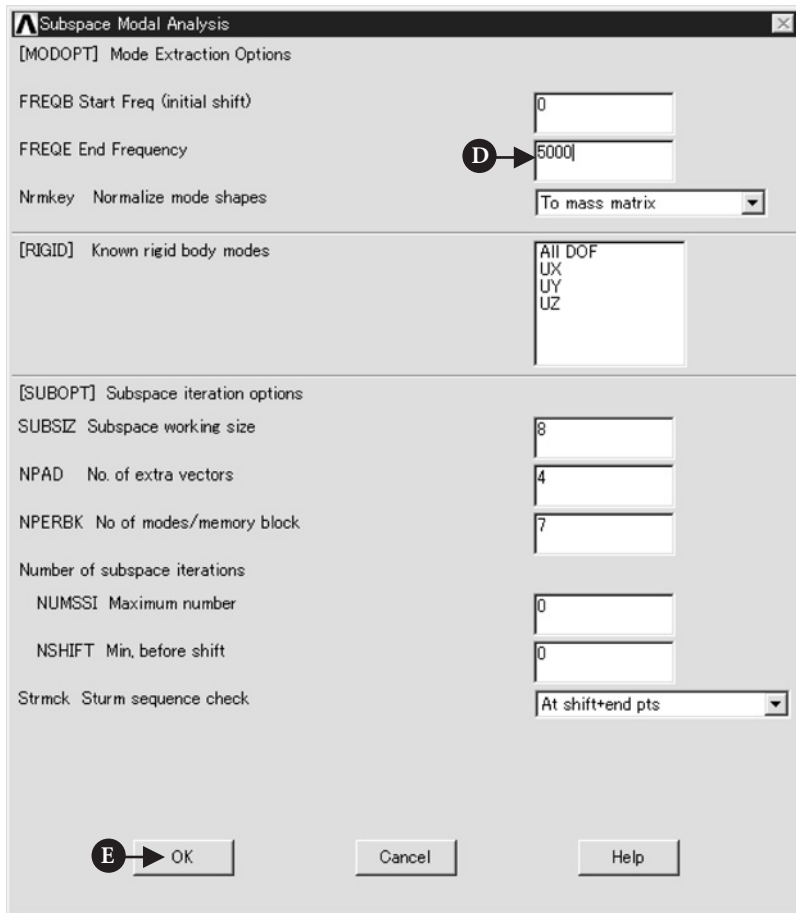 Subspace Modal Analysis
[MODOPT] Mode Extraction Options
FREQB Start Freq (initial shift) 0
FREQE End Frequency D 5000
Nrmkey Normalize mode shapes To mass matrix
[RIGID] Known rigid body modes All DOF
UX
UY
UZ
[SUBOPT] Subspace iteration options
SUBSIZ Subspace working size 8
NPAD No. of extra vectors 4
NPERBK No of modes/memory block 7
Number of subspace iterations
NUMSSI Maximum number 0
NSHIFT Min. before shift 0
Strmck Sturm sequence check At shift+end pts
E OK Cancel Help